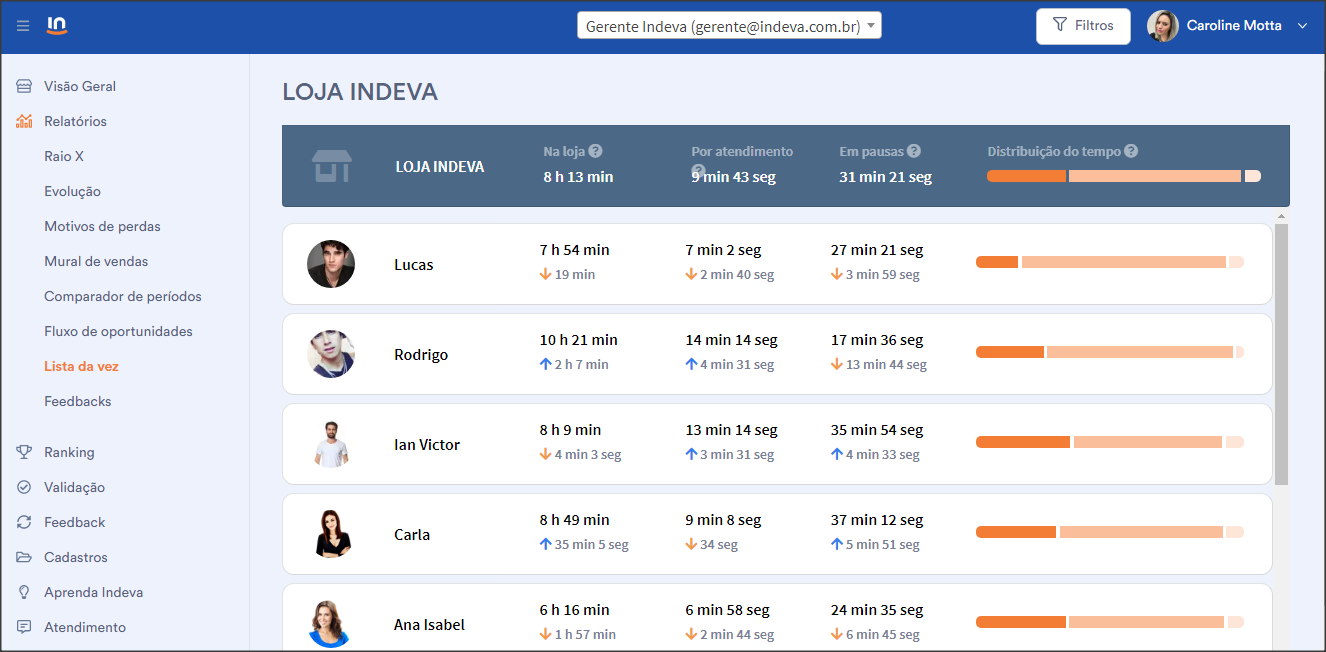 in
Gerente Indeva (gerente@indeva.com.br)
Filtros
Caroline Motta
Visão Geral
Relatórios
Raio X
Evolução
Motivos de perdas
Mural de vendas
Comparador de períodos
Fluxo de oportunidades
Lista da vez
Feedbacks
Ranking
Validação
Feedback
Cadastros
Aprenda Indeva
Atendimento
LOJA INDEVA
LOJA INDEVA
Na loja ?
8 h 13 min
Por atendimento ?
9 min 43 seg
Em pausas ?
31 min 21 seg
Distribuição do tempo ?
Lucas
7 h 54 min
19 min
7 min 2 seg
2 min 40 seg
27 min 21 seg
3 min 59 seg
Rodrigo
10 h 21 min
2 h 7 min
14 min 14 seg
4 min 31 seg
17 min 36 seg
13 min 44 seg
Ian Victor
8 h 9 min
4 min 3 seg
13 min 14 seg
3 min 31 seg
35 min 54 seg
4 min 33 seg
Carla
8 h 49 min
35 min 5 seg
9 min 8 seg
34 seg
37 min 12 seg
5 min 51 seg
Ana Isabel
6 h 16 min
1 h 57 min
6 min 58 seg
2 min 44 seg
24 min 35 seg
6 min 45 seg